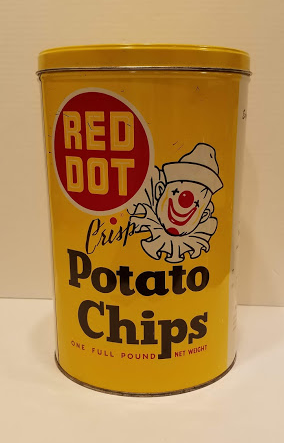 RED
DOT
Crisp
Potato
Chips
ONE FULL POUND NET WEIGHT